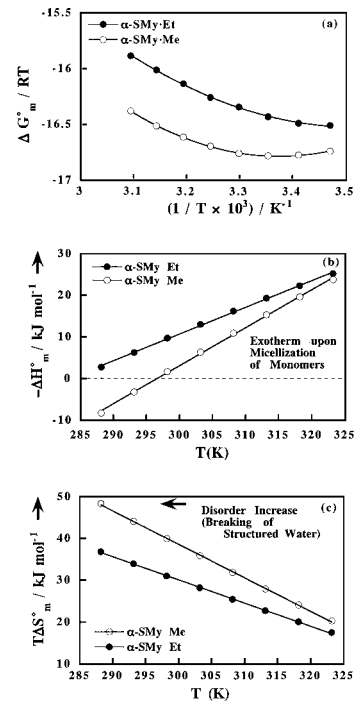 (a)
α-SMy·Et
α-SMy·Me
-15.5
-16
-16.5
-17
Δ G°m / RT
3 3.1 3.2 3.3 3.4 3.5
(1 / T × 10³) / K⁻¹
(b)
α-SMy Et
α-SMy Me
30
20
10
0
-10
-ΔH°m / kJ mol⁻¹
Exotherm upon
Micellization
of Monomers
285 290 295 300 305 310 315 320 325
T(K)
(c)
50
40
30
20
10
TΔS°m / kJ mol⁻¹
Disorder Increase
(Breaking of
Structured Water)
α-SMy Me
α-SMy Et
285 290 295 300 305 310 315 320 325
T (K)